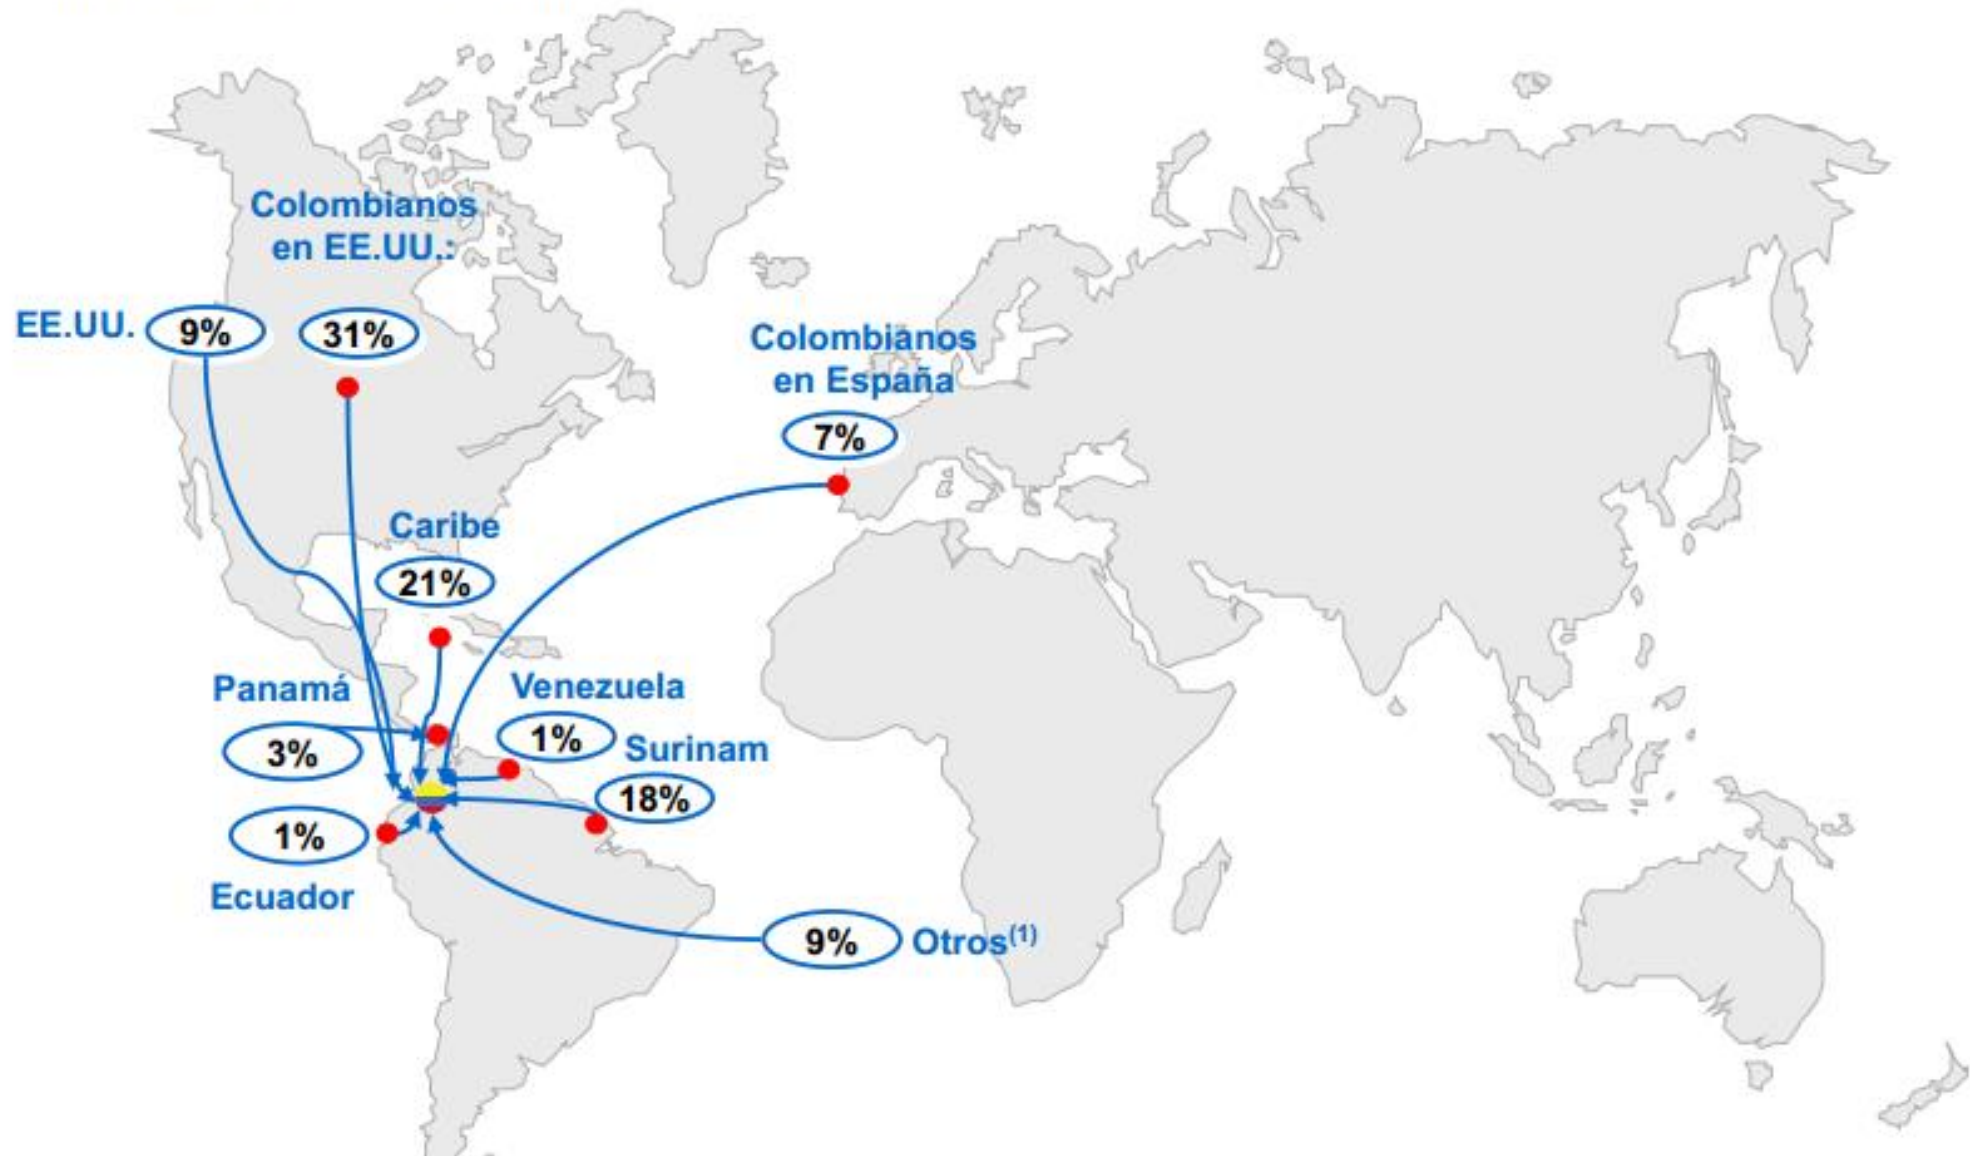 Colombianos
en EE.UU.:
EE.UU.
9%
31%
Colombianos
en España
7%
Caribe
21%
Panamá
3%
Venezuela
1%
Surinam
18%
1%
Ecuador
9%
Otros(1)